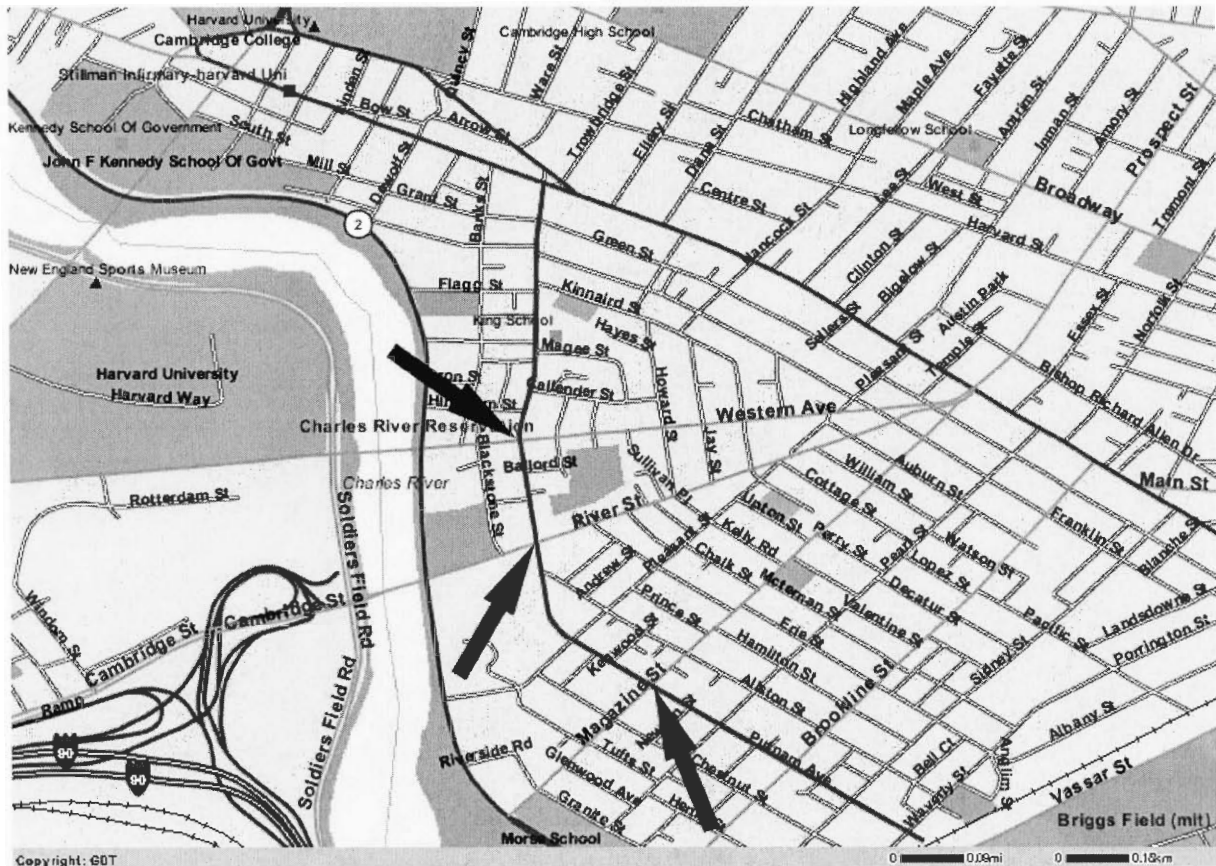 Harvard University
Cambridge College
Cambridge High School
Stillman Infirmary-harvard Uni
Linden St
Quincy St
Ware St
Trowbridge St
Ellery St
Dana St
Highland Ave
Maple Ave
Fayette St
Antrim St
Inman St
Amory St
Prospect St
Tremont St
Bow St
Arrow St
Chatham St
Longfellow School
Kennedy School Of Government
South St
John F Kennedy School Of Govt
Mill St
Dewolf St
Grant St
Banks St
Centre St
Hancock St
Lee St
West St
Broadway
Harvard St
2
Green St
New England Sports Museum
Flagg St
Kinnaird St
Clinton St
Bigelow St
King School
Hayes St
Magee St
Sellers St
Pleasant St
Temple St
Austin Park
Essex St
Norfolk St
Harvard University
Harvard Way
Callender St
Howard S
Jay St
Western Ave
Bishop Richard Allen Dr
Charles River Reservation
Blackstone St
Ballord St
Sullivan Pl
Charles River
Main St
Rotterdam St
Soldiers Field Rd
River St
William St
Auburn St
Cottage St
Upton St
Perry St
Pearl St
Lopez St
Watson St
Franklin St
Blanche S
Kelly Rd
Pleasant S
Chalk St
Andrew St
McTernan S
Valentine S
Decatur St
Pacific S
Landsdowne St
Porrington St
Windom St
Cambridge St
Cambridge St
Prince St
Kenwood St
Hamilton St
Erie St
Sidney St
Allston St
Brookline St
Albany St
Ramp
90
90
Soldiers Field Rd
Magazine St
Putnam Ave
Riverside Rd
Tufts St
Glenwood Ave
Chestnut St
Granite St
Bell Ct
Waverly St
Vassar St
Morse School
Briggs Field (mit)
Copyright: GDT
0 0.09mi
0 0.15km